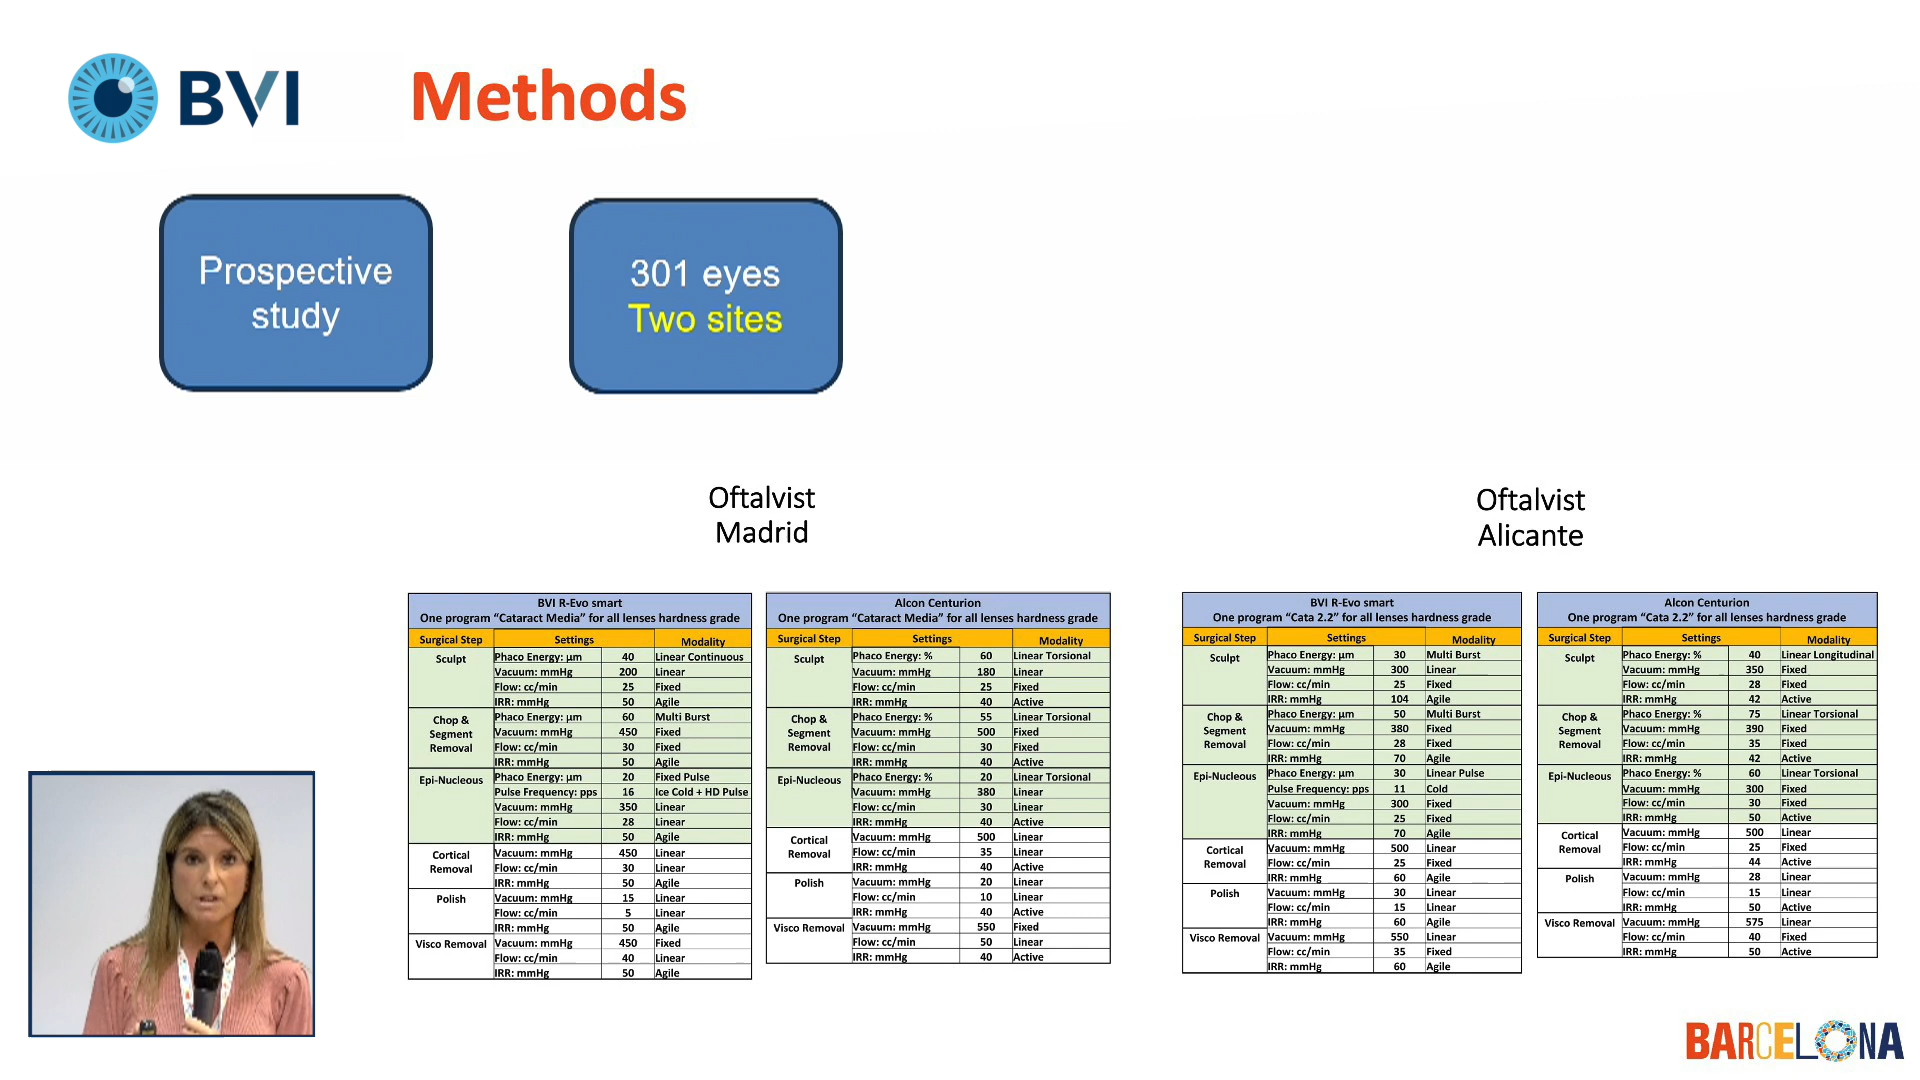 BVI
Methods
Prospective
study
301 eyes
Two sites
Oftalvist
Madrid
BVI R-Evo smart
One program “Cataract Media” for all lenses hardness grade
Surgical Step Settings Modality
Sculpt Phaco Energy: µm 40 Linear Continuous
Vacuum: mmHg 200 Linear
Flow: cc/min 25 Fixed
IRR: mmHg 50 Agile
Chop & Segment Removal Phaco Energy: µm 60 Multi Burst
Vacuum: mmHg 450 Fixed
Flow: cc/min 30 Fixed
IRR: mmHg 50 Agile
Epi-Nucleous Phaco Energy: µm 20 Fixed Pulse
Pulse Frequency: pps 16 Ice Cold + HD Pulse
Vacuum: mmHg 350 Linear
Flow: cc/min 28 Linear
IRR: mmHg 50 Agile
Cortical Removal Vacuum: mmHg 450 Linear
Flow: cc/min 30 Linear
IRR: mmHg 50 Agile
Polish Vacuum: mmHg 15 Linear
Flow: cc/min 5 Linear
IRR: mmHg 50 Agile
Visco Removal Vacuum: mmHg 450 Fixed
Flow: cc/min 40 Linear
IRR: mmHg 50 Agile
Alcon Centurion
One program “Cataract Media” for all lenses hardness grade
Surgical Step Settings Modality
Sculpt Phaco Energy: % 60 Linear Torsional
Vacuum: mmHg 180 Linear
Flow: cc/min 25 Fixed
IRR: mmHg 40 Active
Chop & Segment Removal Phaco Energy: % 55 Linear Torsional
Vacuum: mmHg 500 Fixed
Flow: cc/min 30 Fixed
IRR: mmHg 40 Active
Epi-Nucleous Phaco Energy: % 20 Linear Torsional
Vacuum: mmHg 380 Linear
Flow: cc/min 30 Linear
IRR: mmHg 40 Active
Cortical Removal Vacuum: mmHg 500 Linear
Flow: cc/min 35 Linear
IRR: mmHg 40 Active
Polish Vacuum: mmHg 20 Linear
Flow: cc/min 10 Linear
IRR: mmHg 40 Active
Visco Removal Vacuum: mmHg 550 Fixed
Flow: cc/min 50 Linear
IRR: mmHg 40 Active
Oftalvist
Alicante
BVI R-Evo smart
One program “Cata 2.2” for all lenses hardness grade
Surgical Step Settings Modality
Sculpt Phaco Energy: µm 30 Multi Burst
Vacuum: mmHg 300 Linear
Flow: cc/min 25 Fixed
IRR: mmHg 104 Agile
Chop & Segment Removal Phaco Energy: µm 50 Multi Burst
Vacuum: mmHg 380 Fixed
Flow: cc/min 28 Fixed
IRR: mmHg 70 Agile
Epi-Nucleous Phaco Energy: µm 30 Linear Pulse
Pulse Frequency: pps 11 Cold
Vacuum: mmHg 300 Fixed
Flow: cc/min 25 Fixed
IRR: mmHg 70 Agile
Cortical Removal Vacuum: mmHg 500 Linear
Flow: cc/min 25 Fixed
IRR: mmHg 60 Agile
Polish Vacuum: mmHg 30 Linear
Flow: cc/min 15 Linear
IRR: mmHg 60 Agile
Visco Removal Vacuum: mmHg 550 Linear
Flow: cc/min 35 Fixed
IRR: mmHg 60 Agile
Alcon Centurion
One program “Cata 2.2” for all lenses hardness grade
Surgical Step Settings Modality
Sculpt Phaco Energy: % 40 Linear Longitudinal
Vacuum: mmHg 350 Fixed
Flow: cc/min 28 Fixed
IRR: mmHg 42 Active
Chop & Segment Removal Phaco Energy: % 75 Linear Torsional
Vacuum: mmHg 390 Fixed
Flow: cc/min 35 Fixed
IRR: mmHg 42 Active
Epi-Nucleous Phaco Energy: % 60 Linear Torsional
Vacuum: mmHg 300 Fixed
Flow: cc/min 30 Fixed
IRR: mmHg 50 Active
Cortical Removal Vacuum: mmHg 500 Linear
Flow: cc/min 25 Fixed
IRR: mmHg 44 Active
Polish Vacuum: mmHg 28 Linear
Flow: cc/min 15 Linear
IRR: mmHg 50 Active
Visco Removal Vacuum: mmHg 575 Linear
Flow: cc/min 40 Fixed
IRR: mmHg 50 Active
BARCELONA